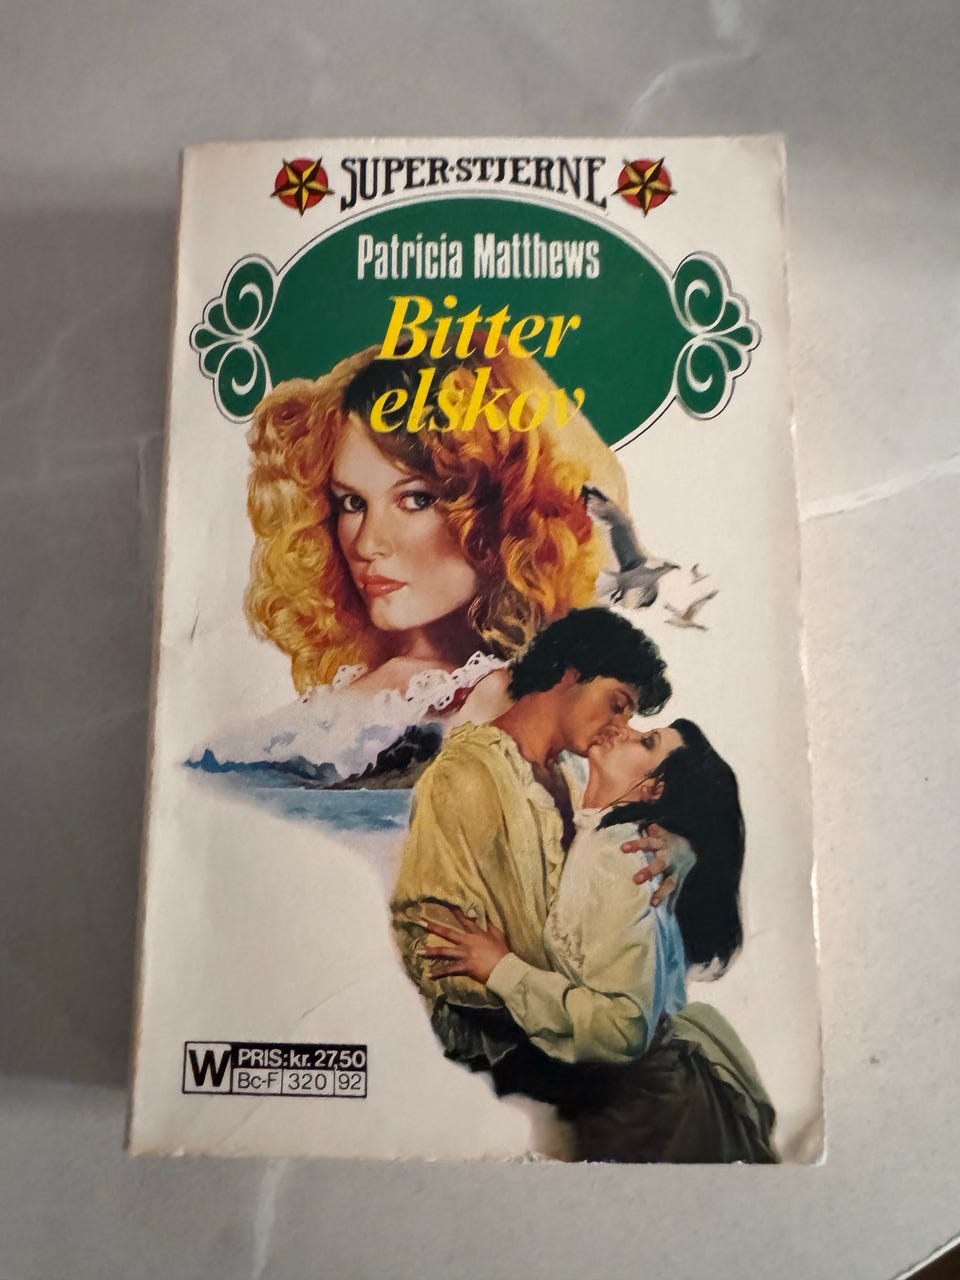 SUPER-STJERNE
Patricia Matthews
Bitter
elskov
W PRIS: kr. 27,50
Bc-F 320 92